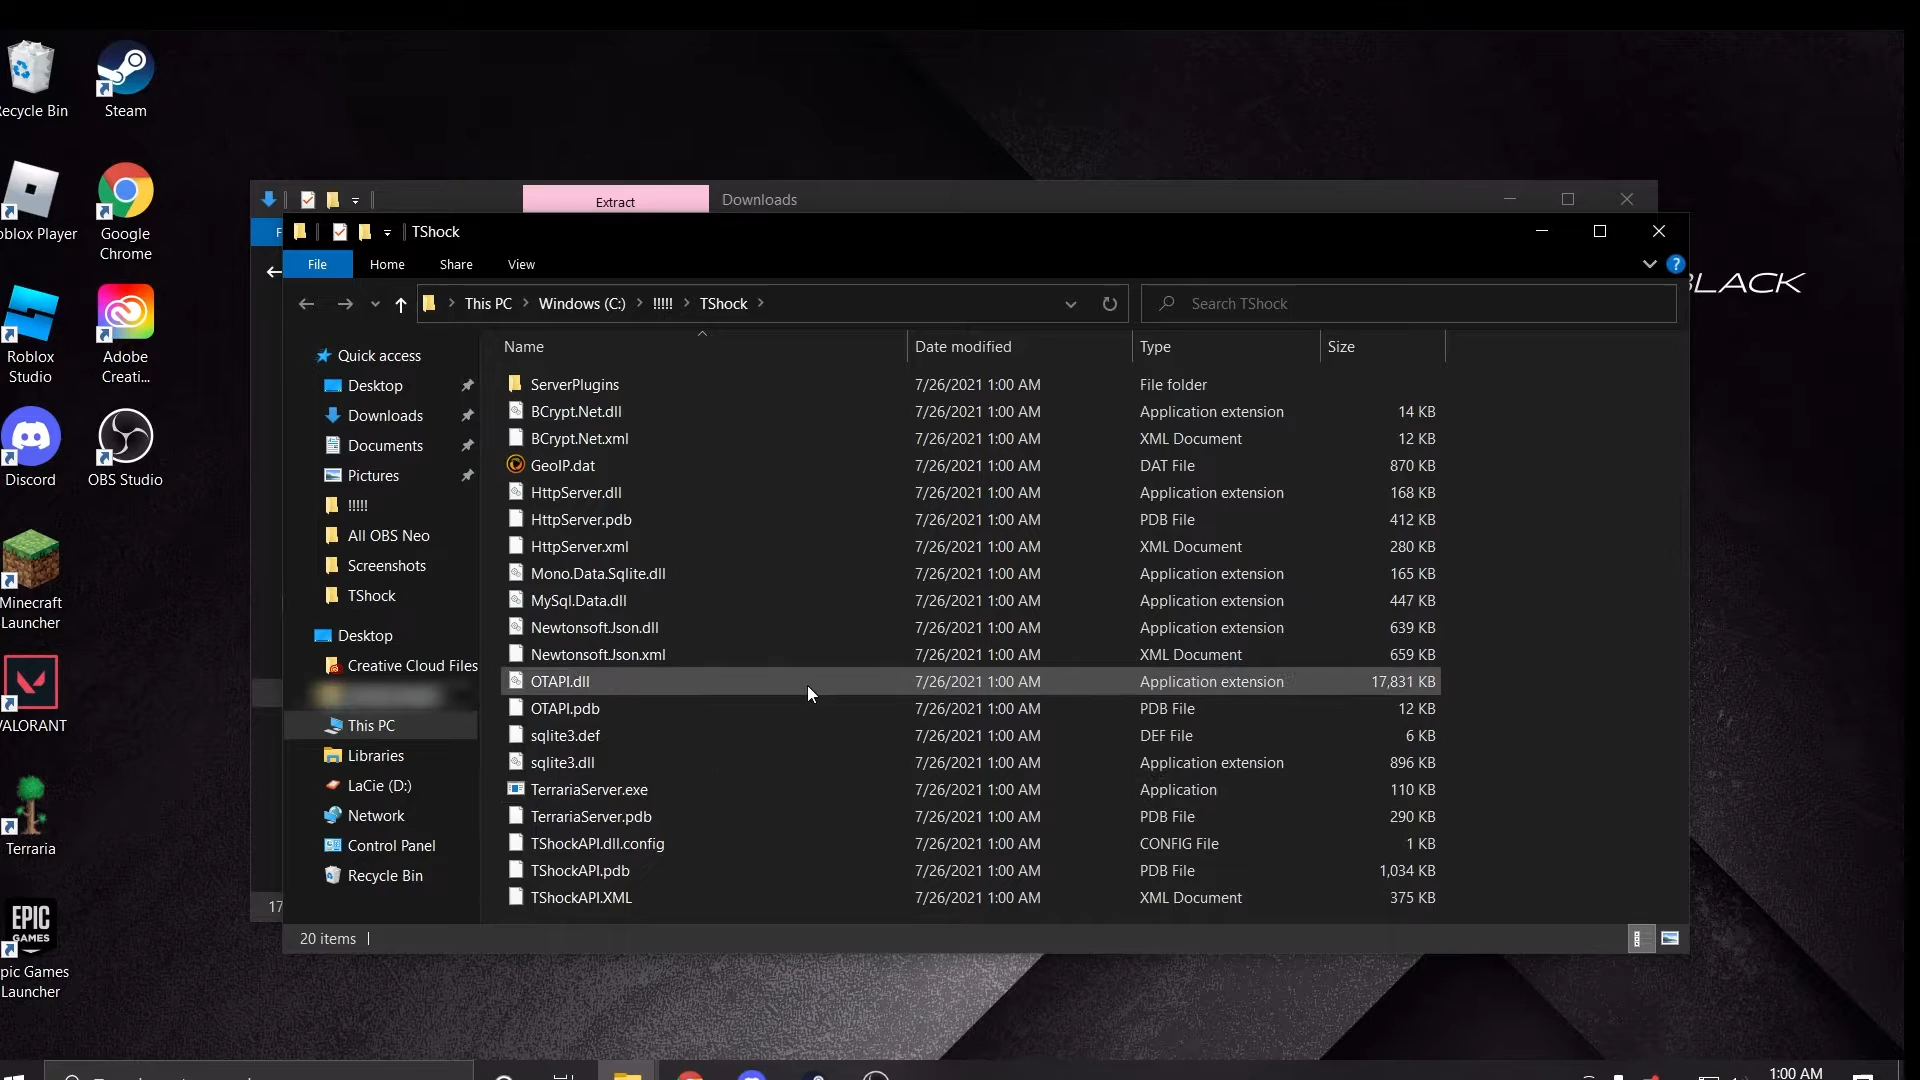 ecycle Bin
Steam
oblox Player
Google
Chrome
Roblox
Studio
Adobe
Creati...
Discord
OBS Studio
Minecraft
Launcher
VALORANT
Terraria
EPIC
GAMES
pic Games
Launcher
BLACK
Extract
Downloads
F
TShock
File
Home
Share
View
?
This PC
Windows (C:)
!!!!!
TShock
Search TShock
Quick access
Desktop
Downloads
Documents
Pictures
!!!!!
All OBS Neo
Screenshots
TShock
Desktop
Creative Cloud Files
This PC
Libraries
LaCie (D:)
Network
Control Panel
Recycle Bin
Name Date modified Type Size
ServerPlugins 7/26/2021 1:00 AM File folder
BCrypt.Net.dll 7/26/2021 1:00 AM Application extension 14 KB
BCrypt.Net.xml 7/26/2021 1:00 AM XML Document 12 KB
GeoIP.dat 7/26/2021 1:00 AM DAT File 870 KB
HttpServer.dll 7/26/2021 1:00 AM Application extension 168 KB
HttpServer.pdb 7/26/2021 1:00 AM PDB File 412 KB
HttpServer.xml 7/26/2021 1:00 AM XML Document 280 KB
Mono.Data.Sqlite.dll 7/26/2021 1:00 AM Application extension 165 KB
MySql.Data.dll 7/26/2021 1:00 AM Application extension 447 KB
Newtonsoft.Json.dll 7/26/2021 1:00 AM Application extension 639 KB
Newtonsoft.Json.xml 7/26/2021 1:00 AM XML Document 659 KB
OTAPI.dll 7/26/2021 1:00 AM Application extension 17,831 KB
OTAPI.pdb 7/26/2021 1:00 AM PDB File 12 KB
sqlite3.def 7/26/2021 1:00 AM DEF File 6 KB
sqlite3.dll 7/26/2021 1:00 AM Application extension 896 KB
TerrariaServer.exe 7/26/2021 1:00 AM Application 110 KB
TerrariaServer.pdb 7/26/2021 1:00 AM PDB File 290 KB
TShockAPI.dll.config 7/26/2021 1:00 AM CONFIG File 1 KB
TShockAPI.pdb 7/26/2021 1:00 AM PDB File 1,034 KB
TShockAPI.XML 7/26/2021 1:00 AM XML Document 375 KB
17
20 items
1:00 AM